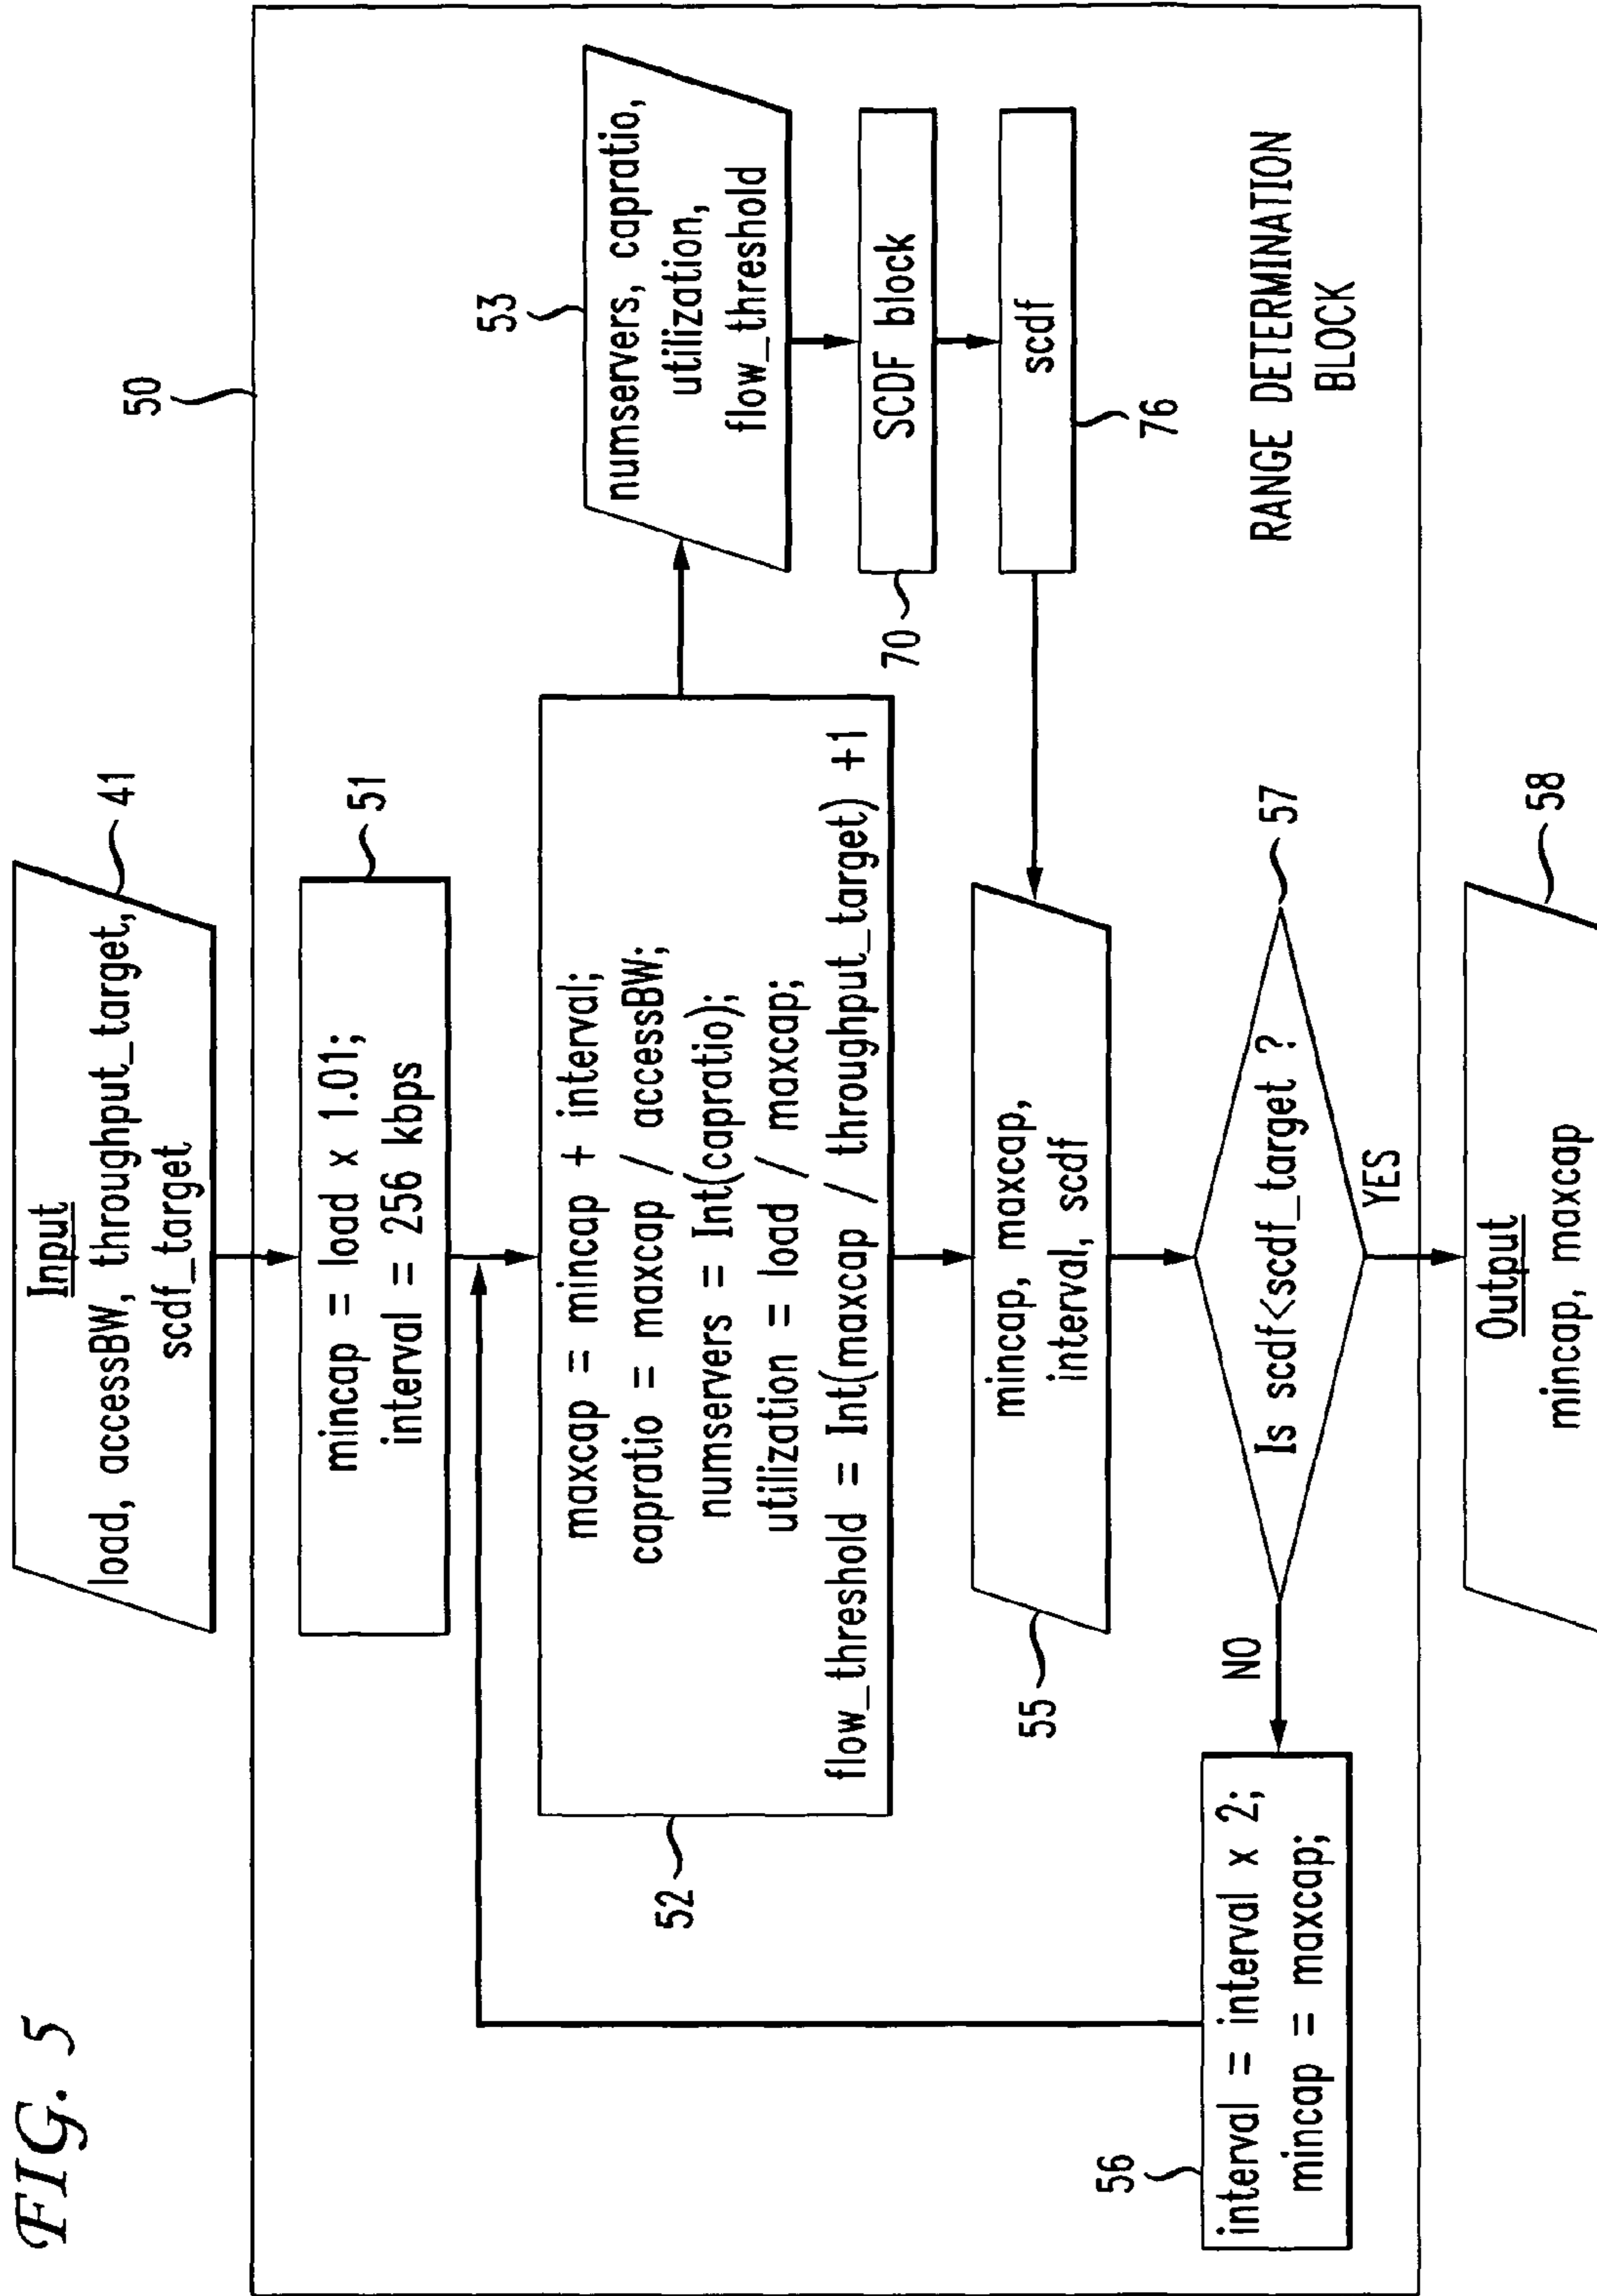 FIG. 5
Input
load, accessBW, throughput_target,
scdf_target
41
50
mincap = load x 1.01;
interval = 256 kbps
51
maxcap = mincap + interval;
capratio = maxcap / accessBW;
numservers = Int(capratio);
utilization = load / maxcap;
flow_threshold = Int(maxcap / throughput_target) +1
52
53
numservers, capratio,
utilization,
flow_threshold
SCDF block
70
scdf
76
mincap, maxcap,
interval, scdf
55
Is scdf<scdf_target ?
57
NO
YES
interval = interval x 2;
mincap = maxcap;
56
RANGE DETERMINATION
BLOCK
Output
mincap, maxcap
58